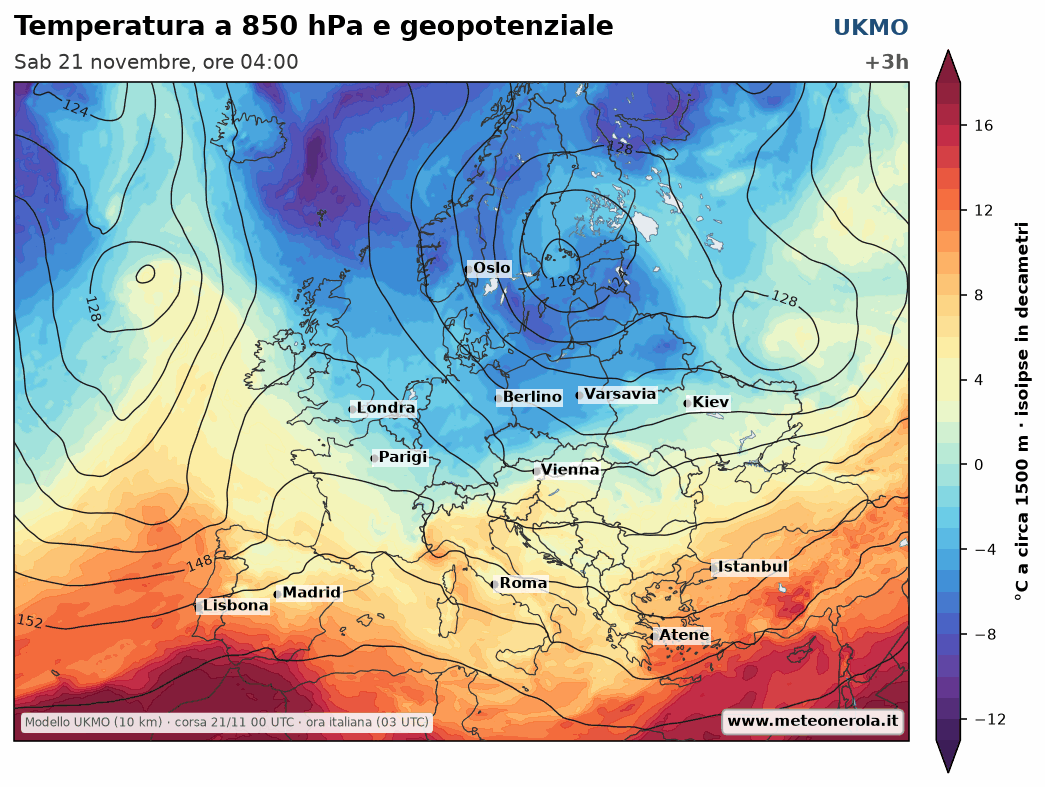 Temperatura a 850 hPa e geopotenziale
UKMO
Sab 21 novembre, ore 04:00
+3h
124
128
128
120
128
Oslo
Londra
Berlino
Varsavia
Kiev
Parigi
Vienna
148
152
Lisbona
Madrid
Roma
Istanbul
Atene
16
12
8
4
0
−4
−8
−12
°C a circa 1500 m · isoipse in decametri
Modello UKMO (10 km) · corsa 21/11 00 UTC · ora italiana (03 UTC)
www.meteonerola.it